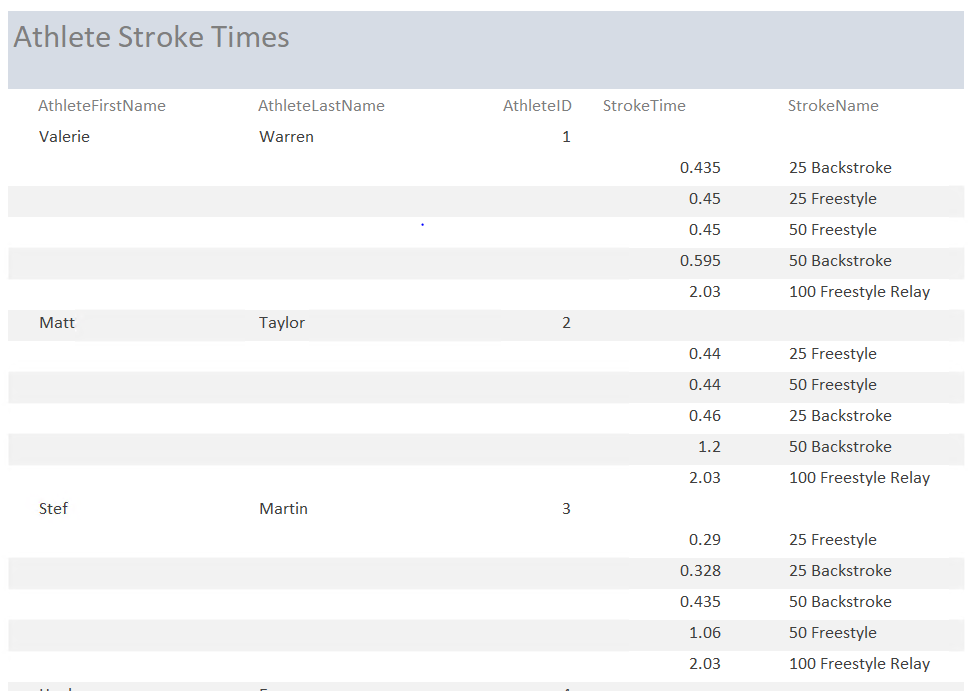 Athlete Stroke Times
AthleteFirstName AthleteLastName AthleteID StrokeTime StrokeName
Valerie Warren 1
0.435 25 Backstroke
0.45 25 Freestyle
0.45 50 Freestyle
0.595 50 Backstroke
2.03 100 Freestyle Relay
Matt Taylor 2
0.44 25 Freestyle
0.44 50 Freestyle
0.46 25 Backstroke
1.2 50 Backstroke
2.03 100 Freestyle Relay
Stef Martin 3
0.29 25 Freestyle
0.328 25 Backstroke
0.435 50 Backstroke
1.06 50 Freestyle
2.03 100 Freestyle Relay